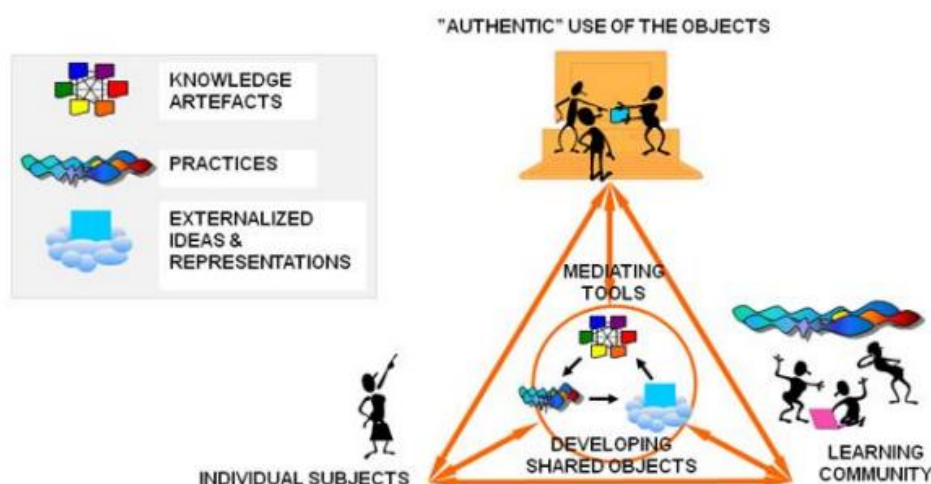 "AUTHENTIC" USE OF THE OBJECTS
KNOWLEDGE
ARTEFACTS
PRACTICES
EXTERNALIZED
IDEAS &
REPRESENTATIONS
MEDIATING
TOOLS
DEVELOPING
SHARED OBJECTS
INDIVIDUAL SUBJECTS
LEARNING
COMMUNITY